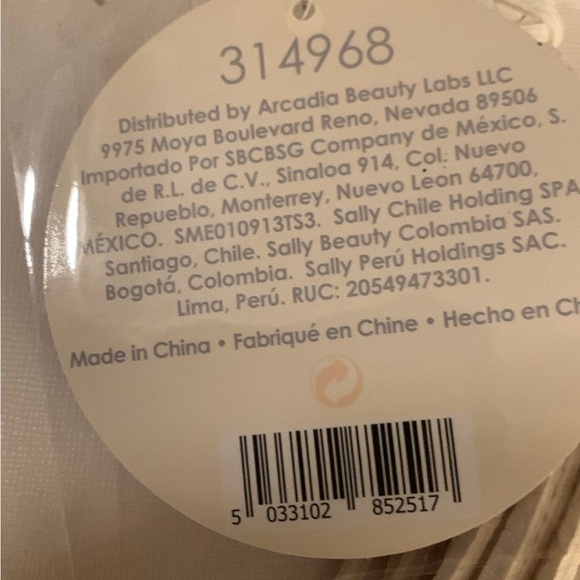 314968
Distributed by Arcadia Beauty Labs LLC
9975 Moya Boulevard Reno, Nevada 89506
Importado Por SBCBSG Company de México, S.
de R.L. de C.V., Sinaloa 914, Col. Nuevo
Repueblo, Monterrey, Nuevo Leon 64700,
MÉXICO. SME010913TS3. Sally Chile Holding SPA
Santiago, Chile. Sally Beauty Colombia SAS.
Bogotá, Colombia. Sally Perú Holdings SAC.
Lima, Perú. RUC: 20549473301.
Made in China • Fabriqué en Chine • Hecho en Ch
5 033102 852517